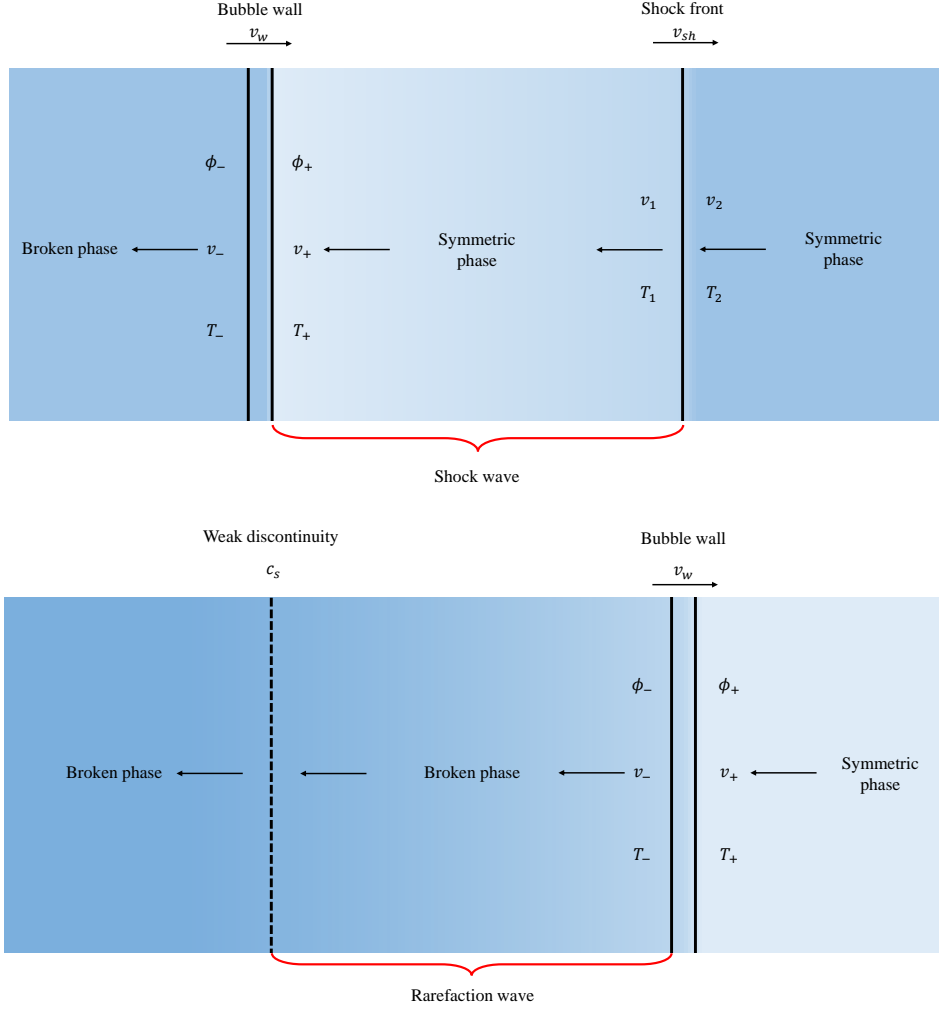 Bubble wall
Shock front
v_w
v_{sh}
ϕ_−
ϕ_+
v_1
v_2
Broken phase
v_−
v_+
Symmetric
phase
Symmetric
phase
T_1
T_2
T_−
T_+
Shock wave
Weak discontinuity
Bubble wall
c_s
v_w
ϕ_−
ϕ_+
Broken phase
Broken phase
v_−
v_+
Symmetric
phase
T_−
T_+
Rarefaction wave